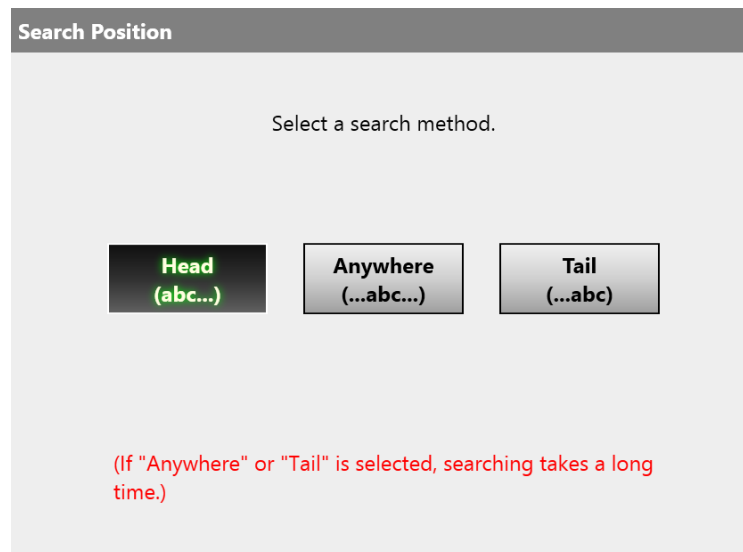 Search Position
Select a search method.
Head
(abc...)
Anywhere
(...abc...)
Tail
(...abc)
(If "Anywhere" or "Tail" is selected, searching takes a long
time.)